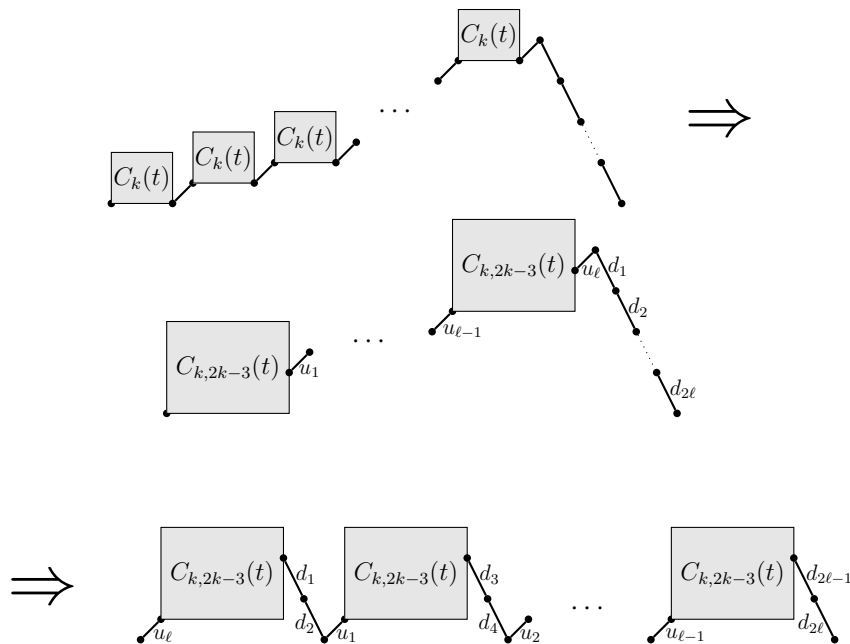 C_k(t)
. . .
C_k(t)
C_k(t)
C_k(t)
⇒
C_{k,2k−3}(t)
u_ℓ
d_1
d_2
u_{ℓ−1}
. . .
C_{k,2k−3}(t)
u_1
d_{2ℓ}
⇒
C_{k,2k−3}(t)
d_1
C_{k,2k−3}(t)
d_3
. . .
C_{k,2k−3}(t)
d_{2ℓ−1}
u_ℓ
d_2
u_1
d_4
u_2
u_{ℓ−1}
d_{2ℓ}